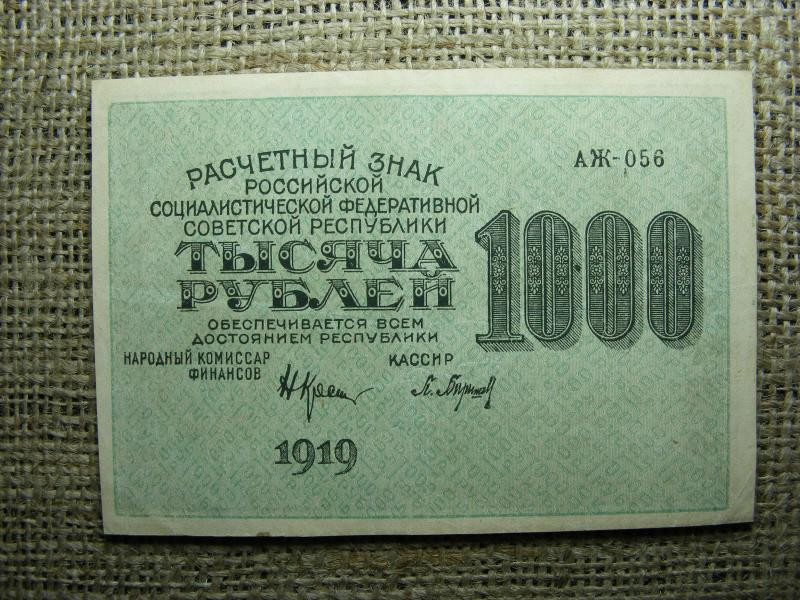 РАСЧЕТНЫЙ ЗНАК
АЖ-056
РОССИЙСКОЙ
СОЦИАЛИСТИЧЕСКОЙ ФЕДЕРАТИВНОЙ
СОВЕТСКОЙ РЕСПУБЛИКИ
ТЫСЯЧА
РУБЛЕЙ
1000
ОБЕСПЕЧИВАЕТСЯ ВСЕМ
ДОСТОЯНИЕМ РЕСПУБЛИКИ
НАРОДНЫЙ КОМИССАР
ФИНАНСОВ
КАССИР
1919